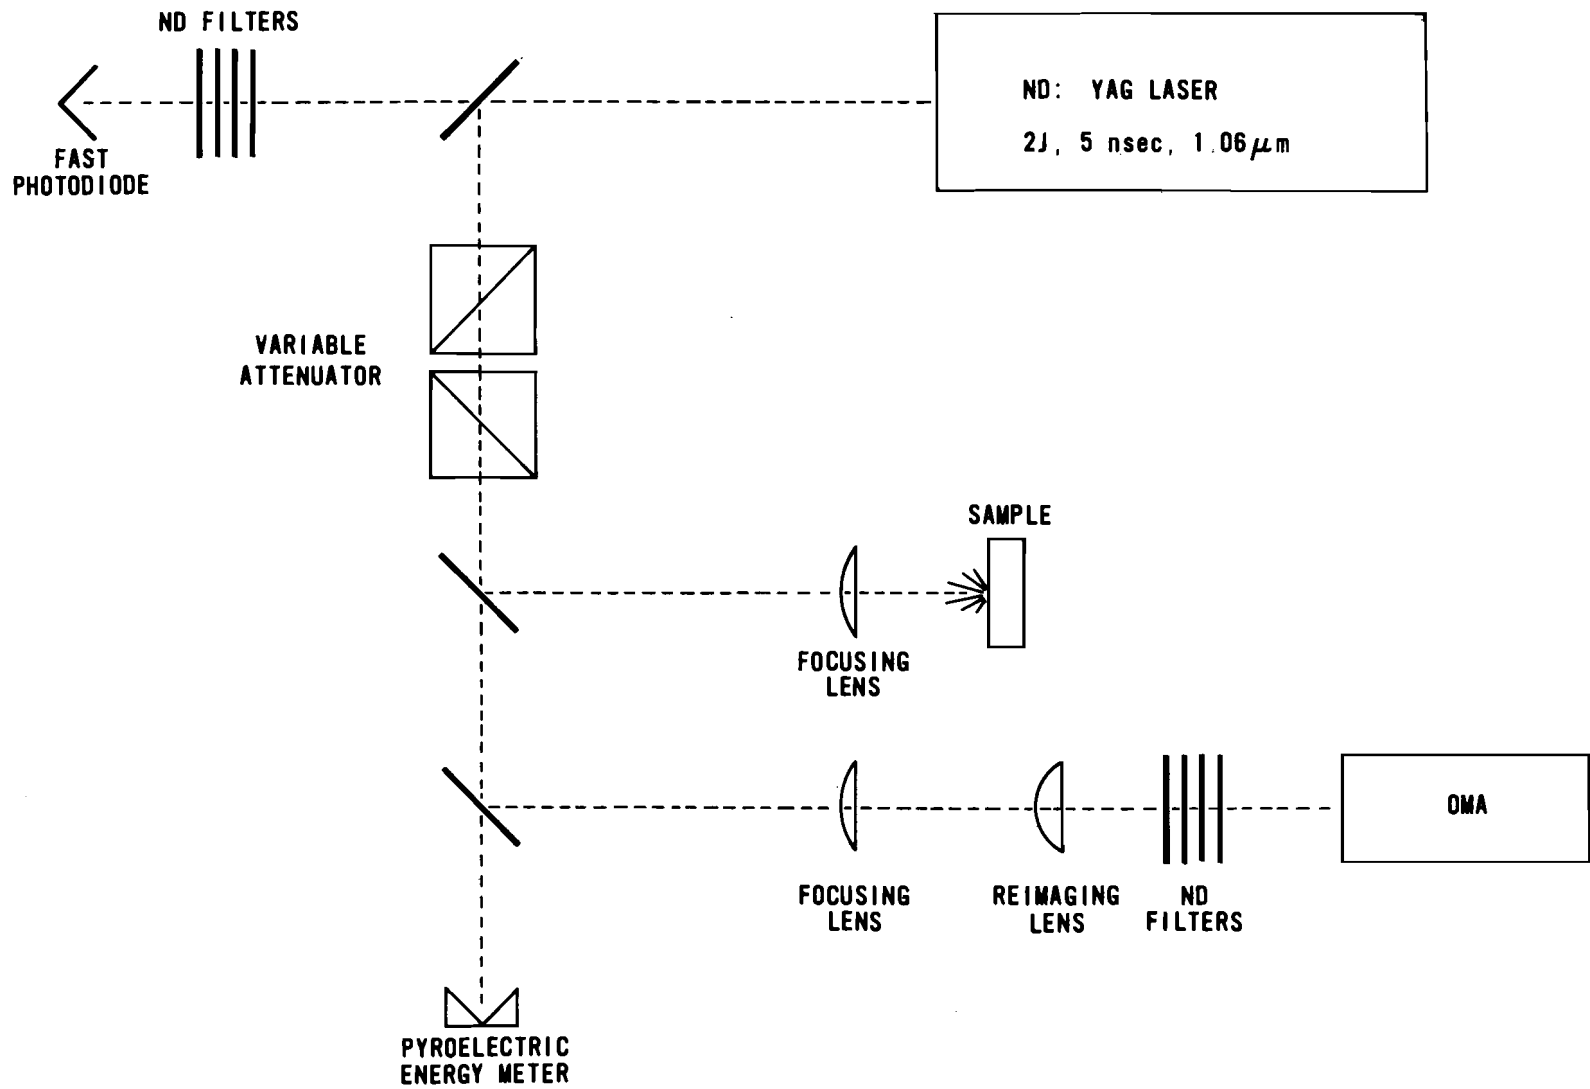 ND FILTERS
FAST
PHOTODIODE
ND: YAG LASER
2J, 5 nsec, 1.06μm
VARIABLE
ATTENUATOR
SAMPLE
FOCUSING
LENS
OMA
FOCUSING
LENS
REIMAGING
LENS
ND
FILTERS
PYROELECTRIC
ENERGY METER